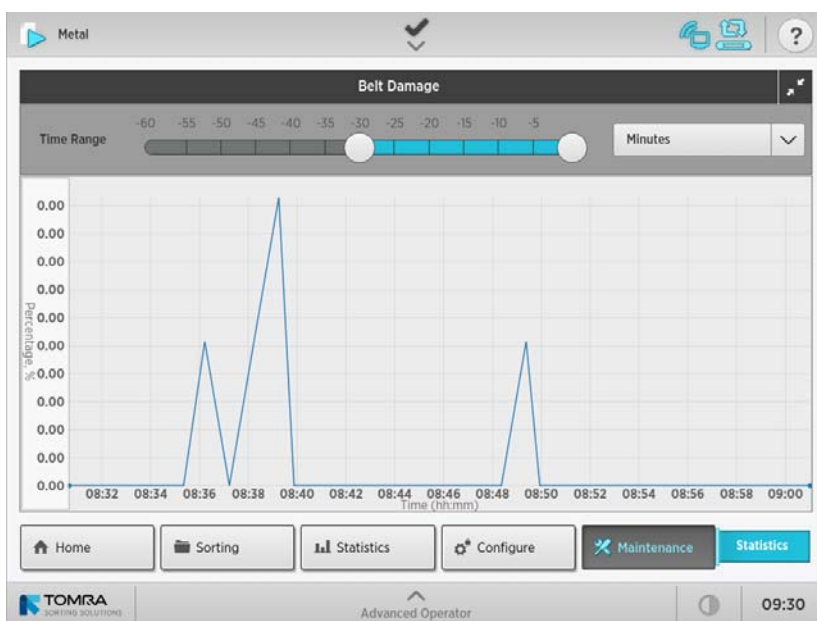 Metal
?
Belt Damage
-60 -55 -50 -45 -40 -35 -30 -25 -20 -15 -10 -5
Time Range
Minutes
0.00
0.00
0.00
0.00
0.00
0.00
0.00
0.00
0.00
0.00
0.00
Percentage, %
08:32 08:34 08:36 08:38 08:40 08:42 08:44 08:46 08:48 08:50 08:52 08:54 08:56 08:58 09:00
Time (hh:mm)
Home Sorting Statistics Configure Maintenance Statistics
TOMRA
SORTING SOLUTIONS
Advanced Operator
09:30